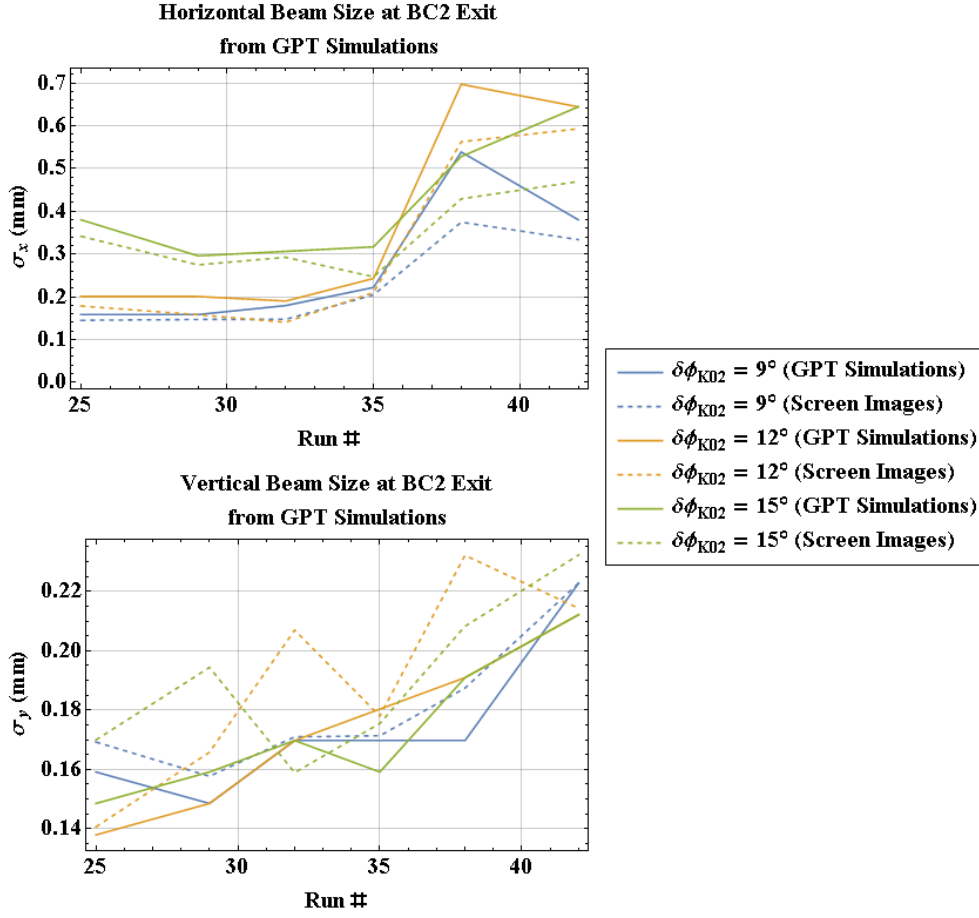 Horizontal Beam Size at BC2 Exit
from GPT Simulations
0.7
0.6
0.5
0.4
0.3
0.2
0.1
0.0
σx (mm)
25 30 35 40
Run #
δϕK02 = 9° (GPT Simulations)
δϕK02 = 9° (Screen Images)
δϕK02 = 12° (GPT Simulations)
δϕK02 = 12° (Screen Images)
δϕK02 = 15° (GPT Simulations)
δϕK02 = 15° (Screen Images)
Vertical Beam Size at BC2 Exit
from GPT Simulations
0.22
0.20
0.18
0.16
0.14
σy (mm)
25 30 35 40
Run #